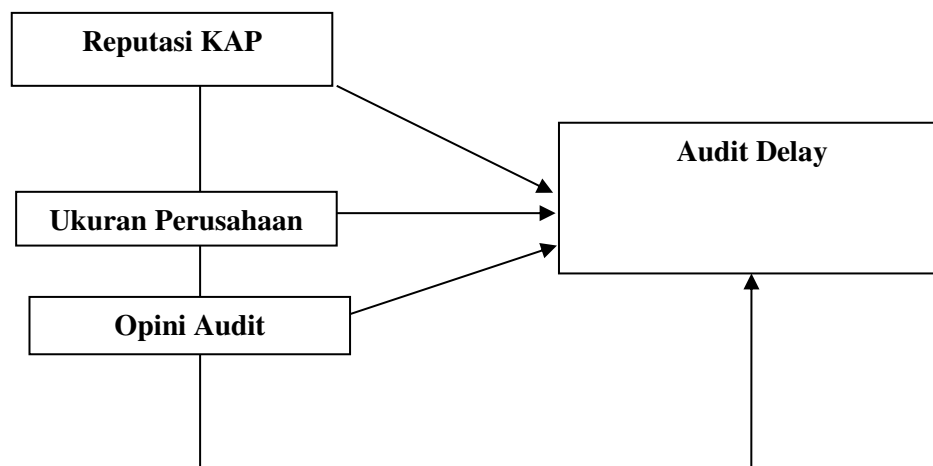 Reputasi KAP
Audit Delay
Ukuran Perusahaan
Opini Audit